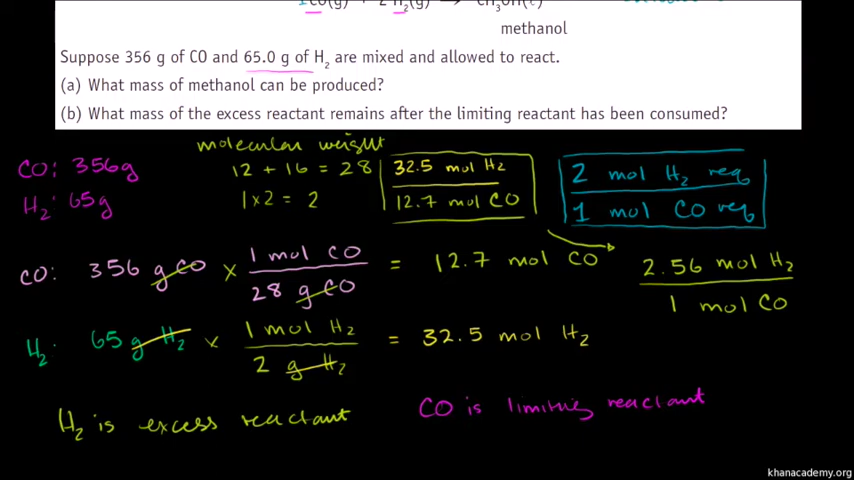 1CO(g) + 2 H₂(g) → CH₃OH(ℓ)
methanol
Suppose 356 g of CO and 65.0 g of H₂ are mixed and allowed to react.
(a) What mass of methanol can be produced?
(b) What mass of the excess reactant remains after the limiting reactant has been consumed?
molecular weight
CO: 356g 12 + 16 = 28
H₂: 65g 1x2 = 2
32.5 mol H₂
12.7 mol CO
2 mol H₂ req
1 mol CO req
CO: 356 g CO x 1 mol CO / 28 g CO = 12.7 mol CO
2.56 mol H₂
1 mol CO
H₂: 65 g H₂ x 1 mol H₂ / 2 g H₂ = 32.5 mol H₂
H₂ is excess reactant
CO is limiting reactant
khanacademy.org